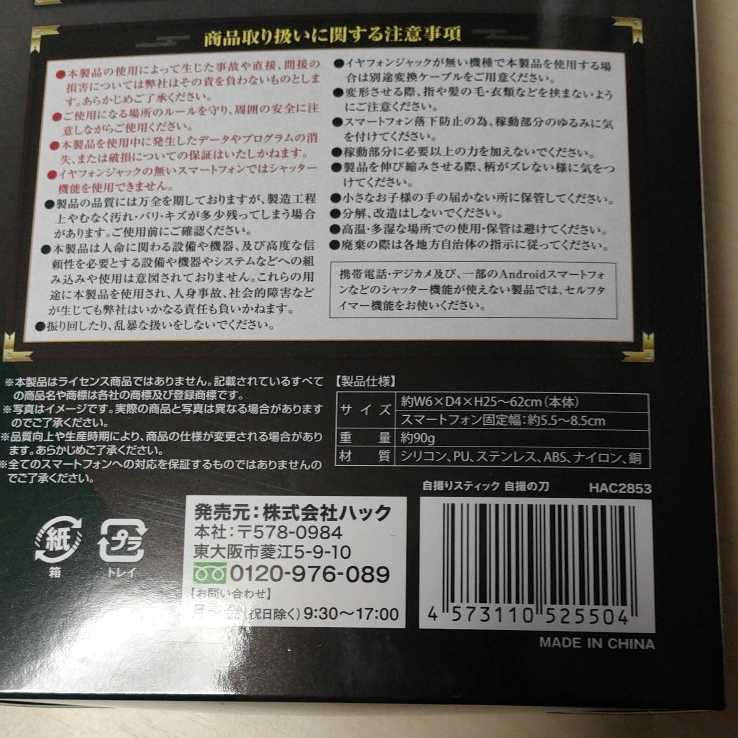 商品取り扱いに関する注意事項
●本製品の使用によって生じた事故や直接、間接の
損害については弊社はその責を負わないものとしま
す。あらかじめご了承ください。
●ご使用になる場所のルールを守り、周囲の安全に注
意しながらご使用ください。
●本製品を使用中に発生したデータやプログラムの消
失、または破損についての保証はいたしかねます。
●イヤフォンジャックの無いスマートフォンではシャッター
機能を使用できません。
●製品の品質には万全を期しておりますが、製造工程
上やむなく汚れ・バリ・キズが多少残ってしまう場合
があります。ご使用前にご確認ください。
●本製品は人命に関わる設備や機器、及び高度な信
頼性を必要とする設備や機器やシステムなどへの組
み込みや使用は意図されておりません。これらの用
途に本製品を使用され、人身事故、社会的障害など
が生じても弊社はいかなる責任も負いかねます。
●振り回したり、乱暴な扱いをしないでください。
●イヤフォンジャックが無い機種で本製品を使用する場
合は別途変換ケーブルをご用意ください。
●変形させる際、指や髪の毛・衣類などを挟まないよう
にご注意ください。
●スマートフォン落下防止の為、稼動部分のゆるみに気
を付けてください。
●稼動部分に必要以上の力を加えないでください。
●製品を伸び縮みさせる際、柄がズレない様に気をつ
けてください。
●小さなお子様の手の届かない所に保管してください。
●分解、改造はしないでください。
●高温・多湿な場所での使用・保管は避けてください。
●廃棄の際は各地方自治体の指示に従ってください。
携帯電話・デジカメ及び、一部のAndroidスマートフォ
ンなどのシャッター機能が使えない製品では、セルフタ
イマー機能をお使いください。
※本製品はライセンス商品ではありません。記載されているすべて
の商品名や商標は各社の商標及び登録商標です。
※写真はイメージです。実際の商品と写真は異なる場合があります
のでご了承ください。
※品質向上や生産時期により、商品の仕様が変更される場合があり
ます。あらかじめご了承ください。
※全てのスマートフォンへの対応を保証するものではありませんの
でご了承ください。
【製品仕様】
サイズ 約W6×D4×H25〜62cm(本体)
スマートフォン固定幅:約5.5〜8.5cm
重量 約90g
材質 シリコン、PU、ステンレス、ABS、ナイロン、銅
紙
箱
プラ
トレイ
発売元:株式会社ハック
本社:〒578-0984
東大阪市菱江5-9-10
0120-976-089
【お問い合わせ】
(祝日除く) 9:30〜17:00
自撮りスティック 自撮の刀 HAC2853
4 573110 525504
MADE IN CHINA